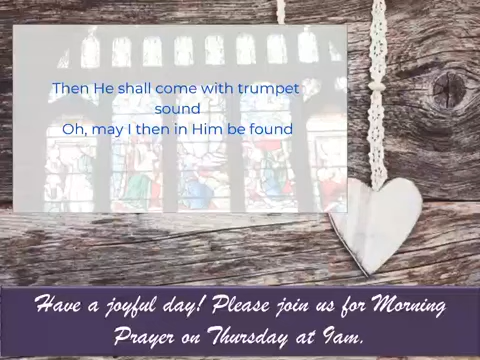 Then He shall come with trumpet
sound
Oh, may I then in Him be found
Have a joyful day! Please join us for Morning
Prayer on Thursday at 9am.